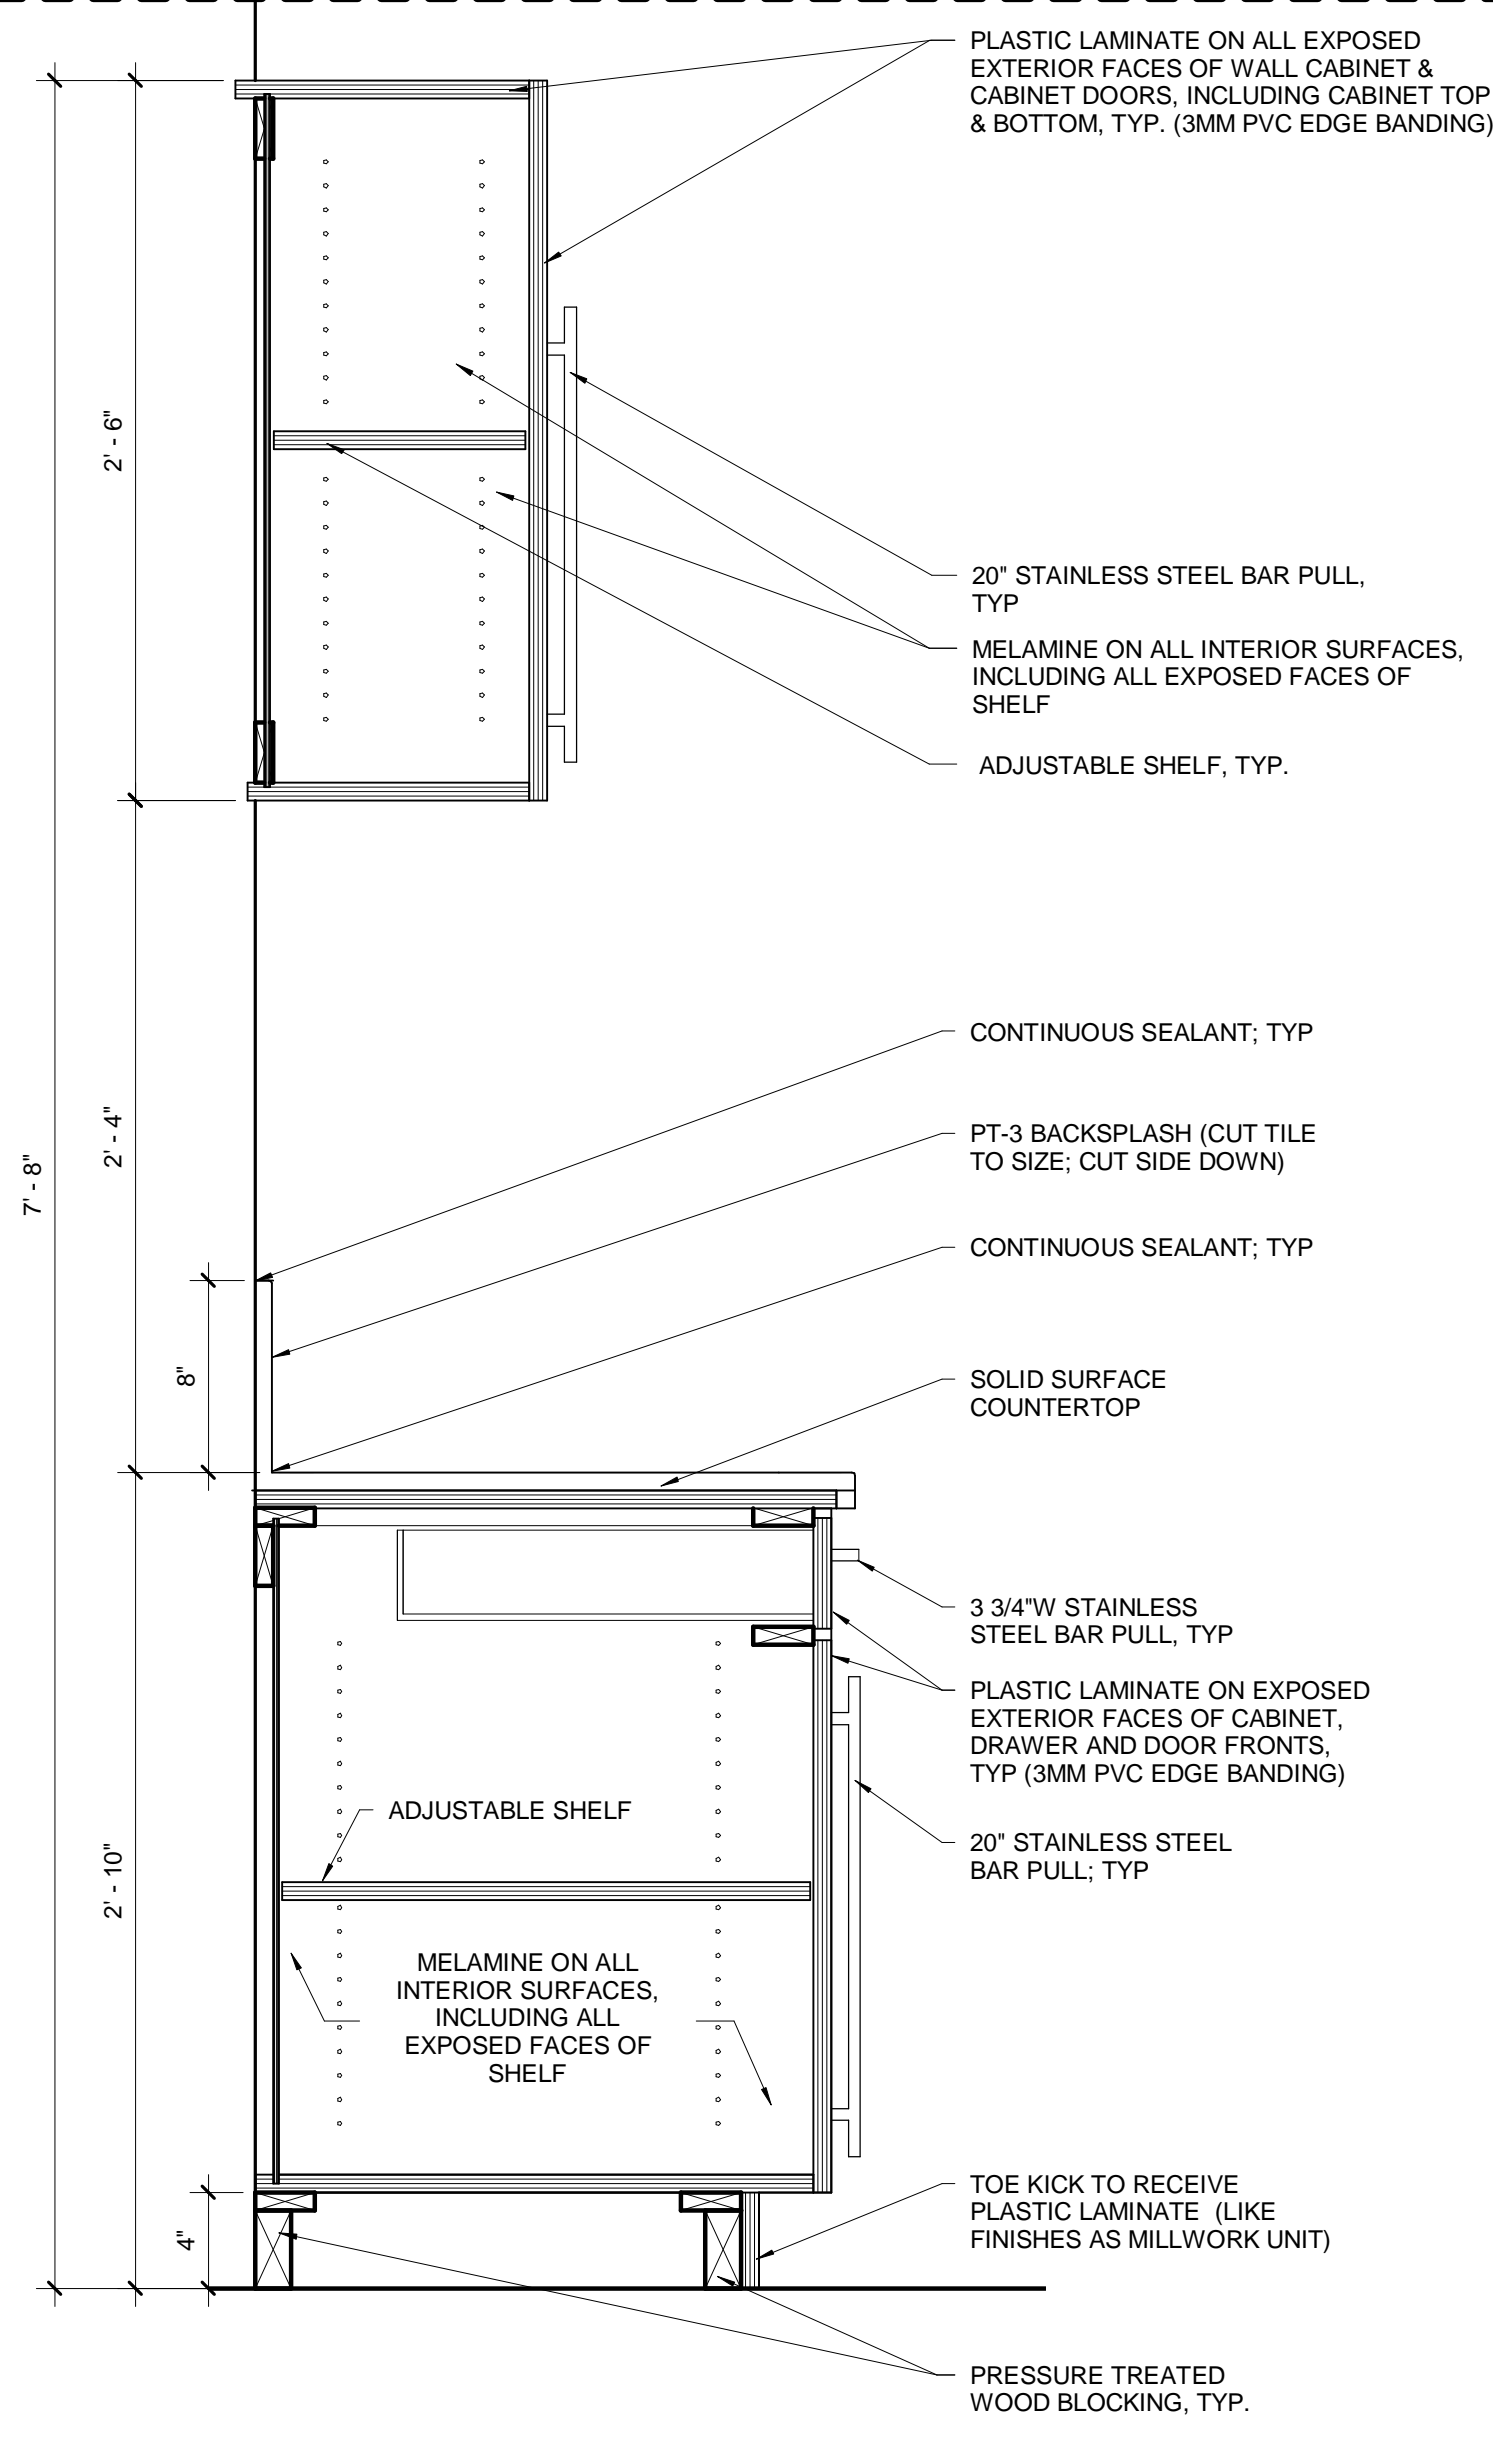 PLASTIC LAMINATE ON ALL EXPOSED
EXTERIOR FACES OF WALL CABINET &
CABINET DOORS, INCLUDING CABINET TOP
& BOTTOM, TYP. (3MM PVC EDGE BANDING)
2' - 6"
20" STAINLESS STEEL BAR PULL,
TYP
MELAMINE ON ALL INTERIOR SURFACES,
INCLUDING ALL EXPOSED FACES OF
SHELF
ADJUSTABLE SHELF, TYP.
CONTINUOUS SEALANT; TYP
2' - 4"
7' - 8"
PT-3 BACKSPLASH (CUT TILE
TO SIZE; CUT SIDE DOWN)
CONTINUOUS SEALANT; TYP
8"
SOLID SURFACE
COUNTERTOP
3 3/4"W STAINLESS
STEEL BAR PULL, TYP
PLASTIC LAMINATE ON EXPOSED
EXTERIOR FACES OF CABINET,
DRAWER AND DOOR FRONTS,
TYP (3MM PVC EDGE BANDING)
ADJUSTABLE SHELF
20" STAINLESS STEEL
BAR PULL; TYP
2' - 10"
MELAMINE ON ALL
INTERIOR SURFACES,
INCLUDING ALL
EXPOSED FACES OF
SHELF
4"
TOE KICK TO RECEIVE
PLASTIC LAMINATE (LIKE
FINISHES AS MILLWORK UNIT)
PRESSURE TREATED
WOOD BLOCKING, TYP.